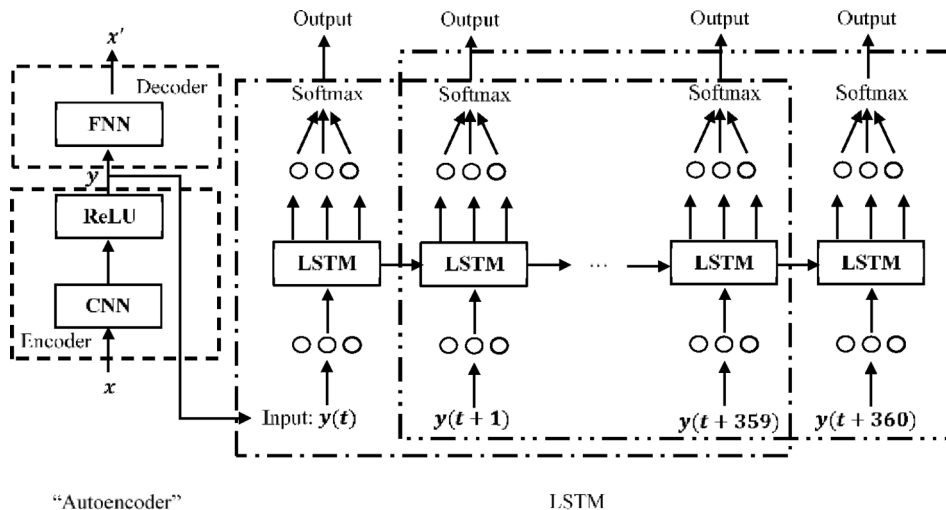 x′
Decoder
FNN
y
ReLU
CNN
Encoder
x
"Autoencoder"
Output
Output
Output
Output
Softmax
Softmax
Softmax
Softmax
LSTM
LSTM
...
LSTM
LSTM
Input: y(t)
y(t + 1)
y(t + 359)
y(t + 360)
LSTM